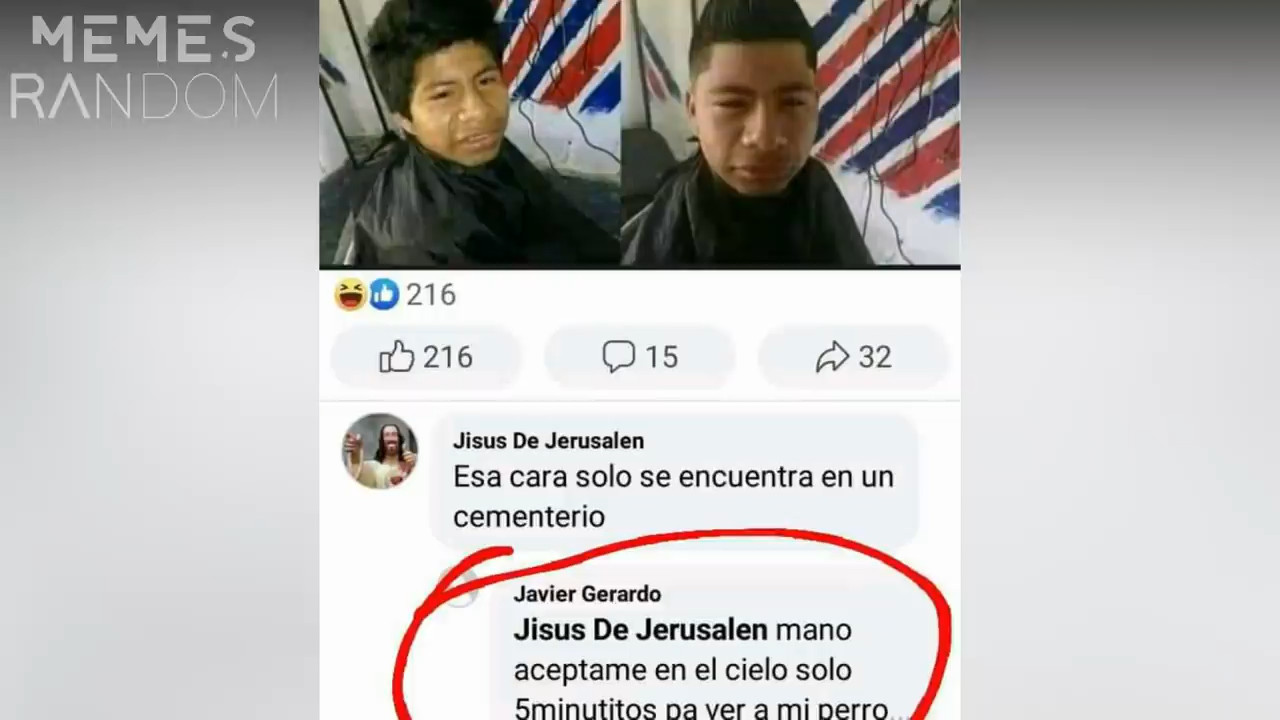 MEMES
RANDOM
216
216
15
32
Jisus De Jerusalen
Esa cara solo se encuentra en un
cementerio
Javier Gerardo
Jisus De Jerusalen mano
aceptame en el cielo solo
5minutitos pa ver a mi perro...